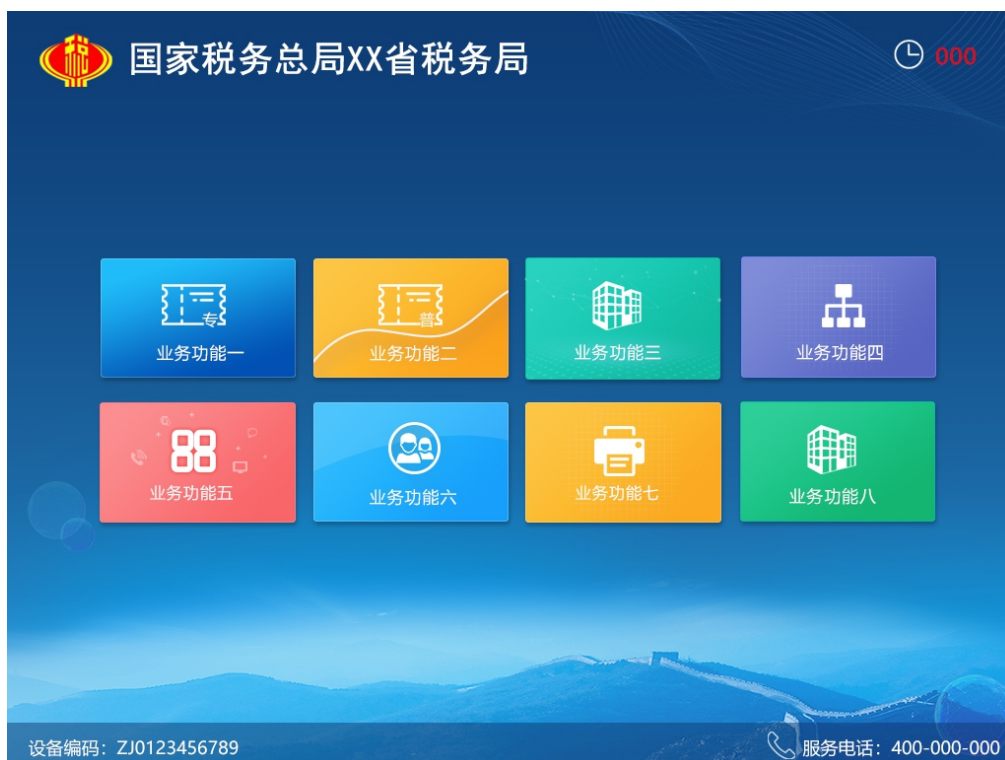 国家税务总局XX省税务局
000
专
业务功能一
普
业务功能二
业务功能三
业务功能四
业务功能五
业务功能六
业务功能七
业务功能八
设备编码：ZJ0123456789
服务电话：400-000-000